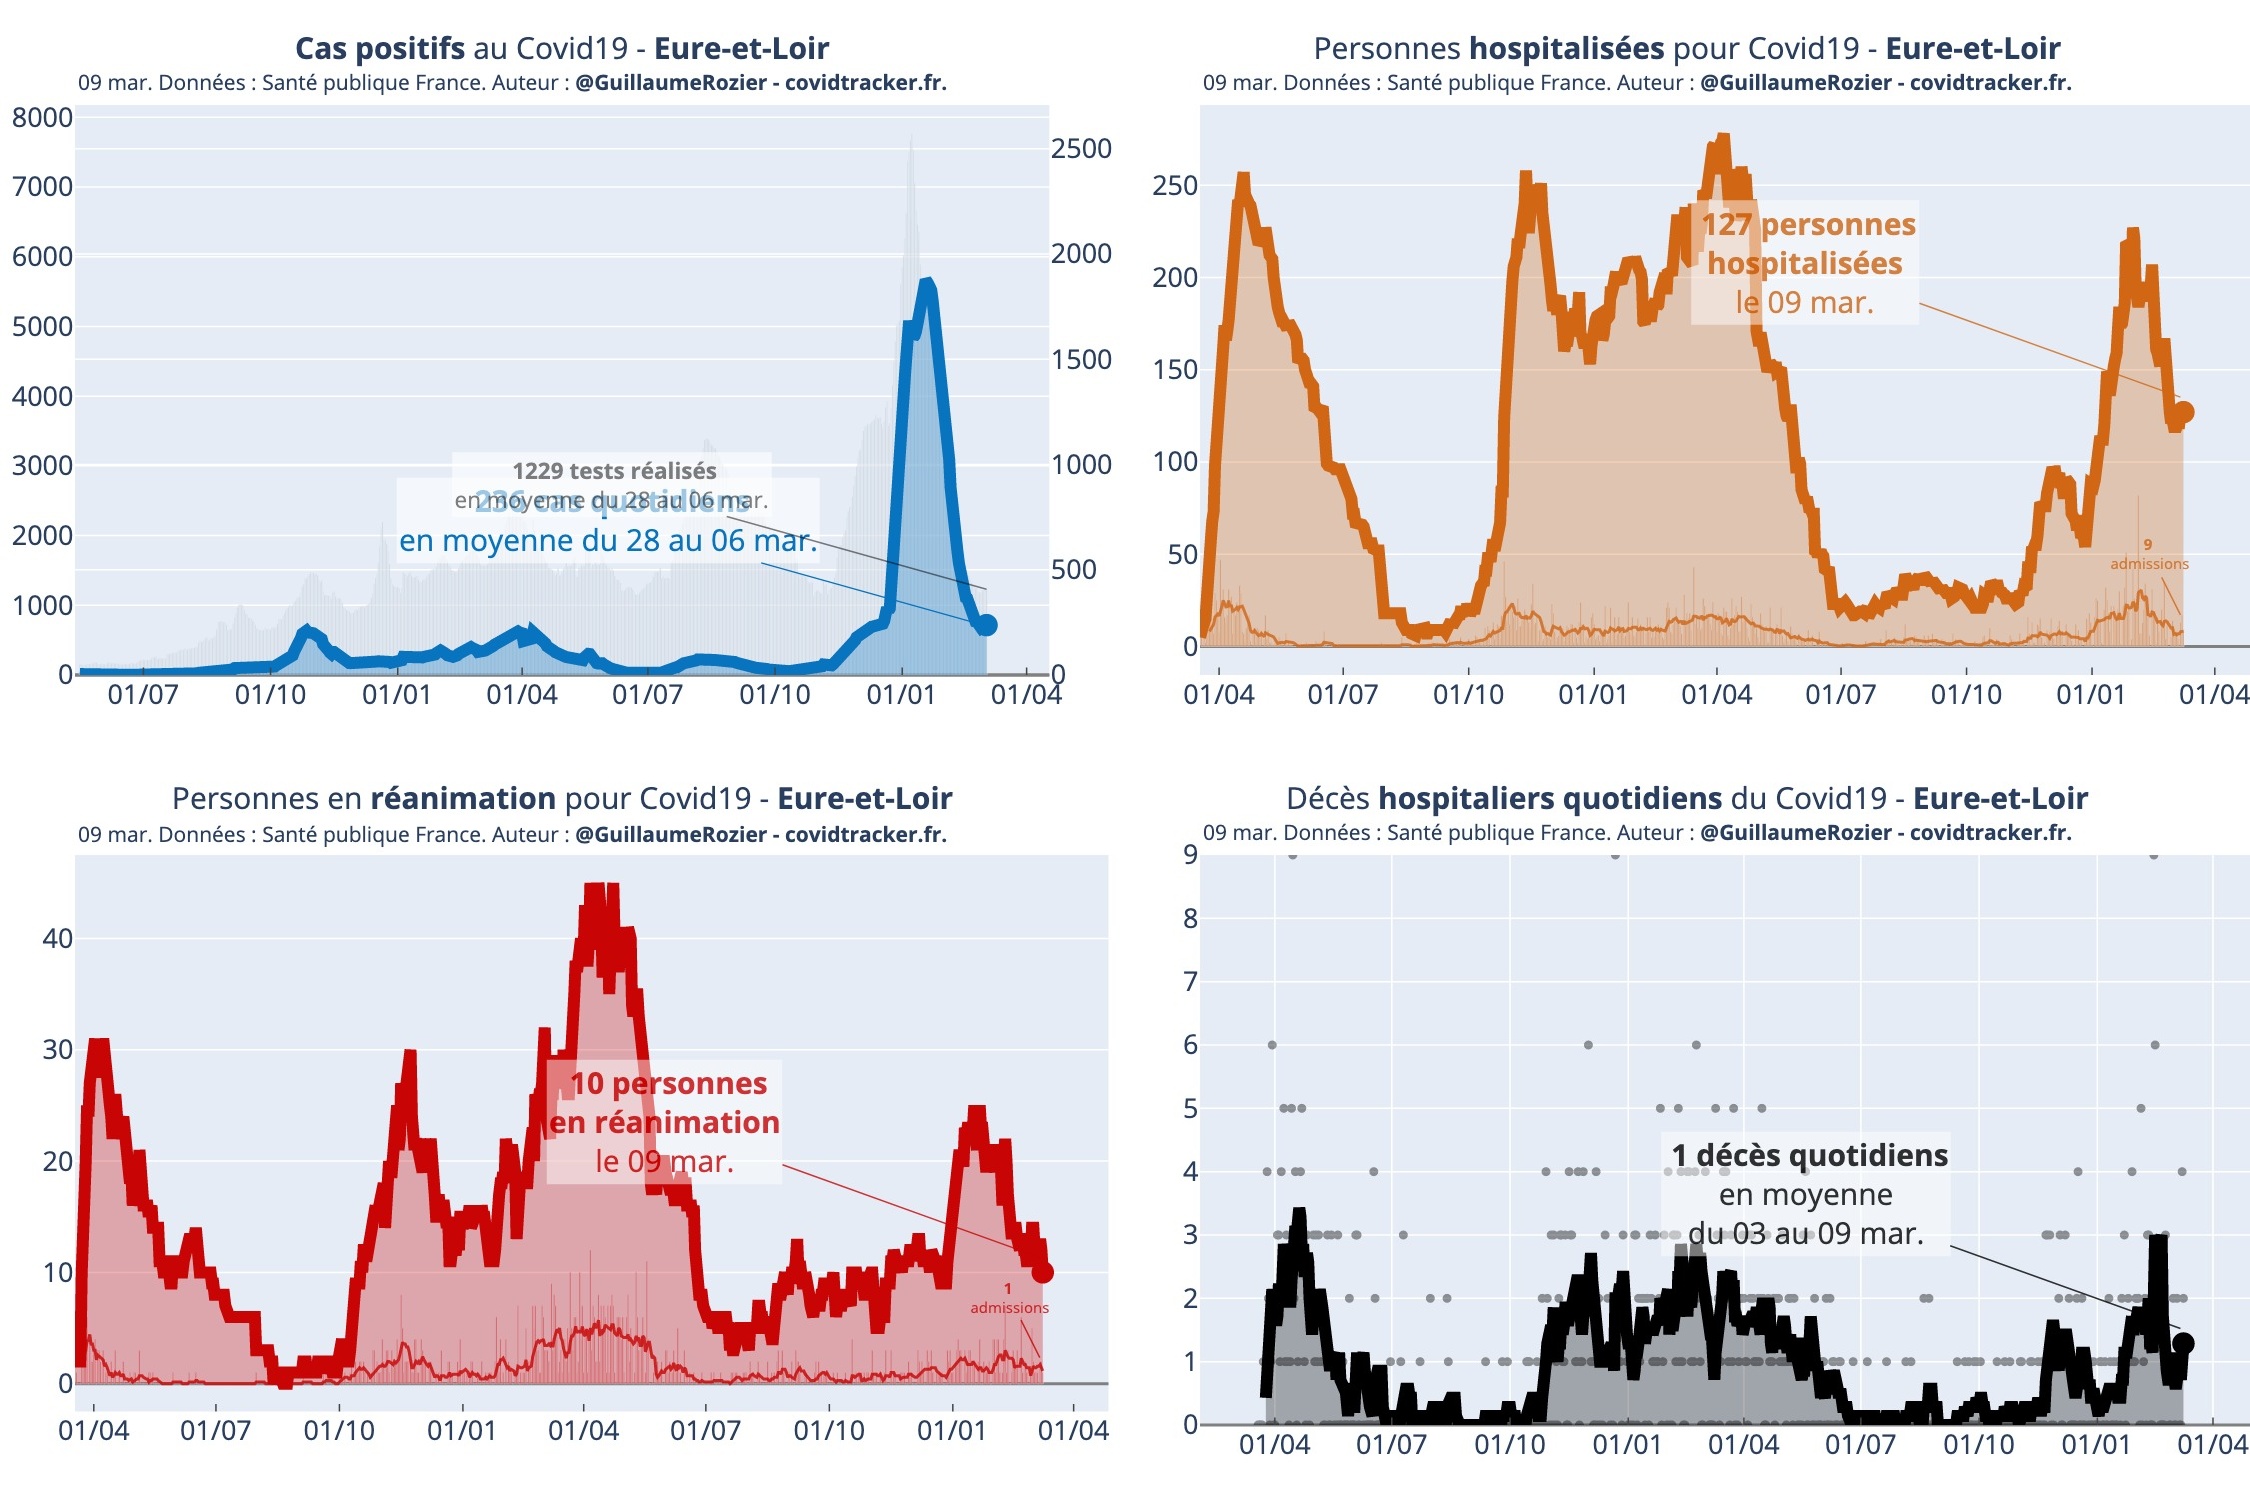 Cas positifs au Covid19 - Eure-et-Loir
09 mar. Données : Santé publique France. Auteur : @GuillaumeRozier - covidtracker.fr.
8000
7000
6000
5000
4000
3000
2000
1000
0
2500
2000
1500
1000
500
0
1229 tests réalisés
en moyenne du 28 au 06 mar.
236 cas quotidiens
en moyenne du 28 au 06 mar.
01/07 01/10 01/01 01/04 01/07 01/10 01/01 01/04
Personnes hospitalisées pour Covid19 - Eure-et-Loir
09 mar. Données : Santé publique France. Auteur : @GuillaumeRozier - covidtracker.fr.
250
200
150
100
50
0
127 personnes
hospitalisées
le 09 mar.
9
admissions
01/04 01/07 01/10 01/01 01/04 01/07 01/10 01/01 01/04
Personnes en réanimation pour Covid19 - Eure-et-Loir
09 mar. Données : Santé publique France. Auteur : @GuillaumeRozier - covidtracker.fr.
40
30
20
10
0
10 personnes
en réanimation
le 09 mar.
1
admissions
01/04 01/07 01/10 01/01 01/04 01/07 01/10 01/01 01/04
Décès hospitaliers quotidiens du Covid19 - Eure-et-Loir
09 mar. Données : Santé publique France. Auteur : @GuillaumeRozier - covidtracker.fr.
9
8
7
6
5
4
3
2
1
0
1 décès quotidiens
en moyenne
du 03 au 09 mar.
01/04 01/07 01/10 01/01 01/04 01/07 01/10 01/01 01/04